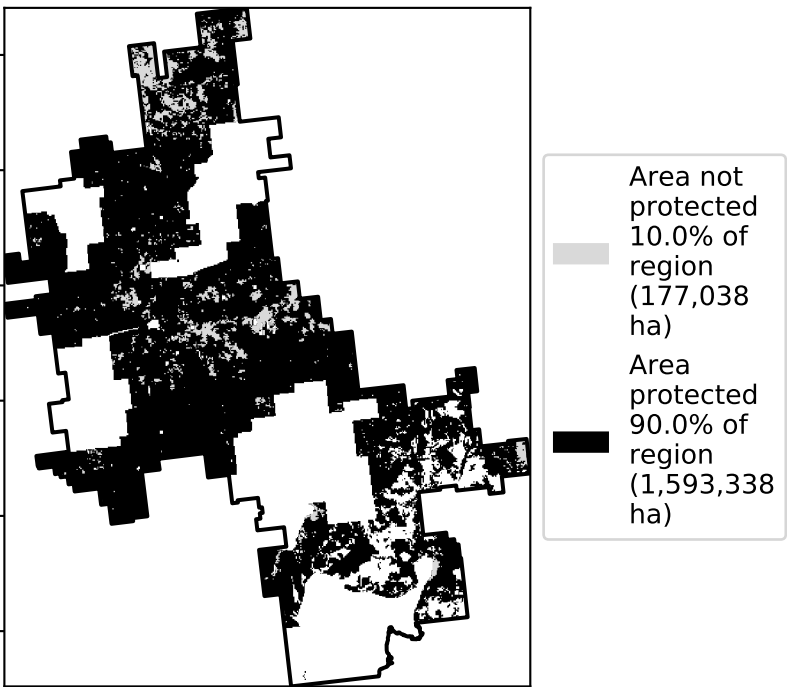 Area not
protected
10.0% of
region
(177,038
ha)
Area
protected
90.0% of
region
(1,593,338
ha)